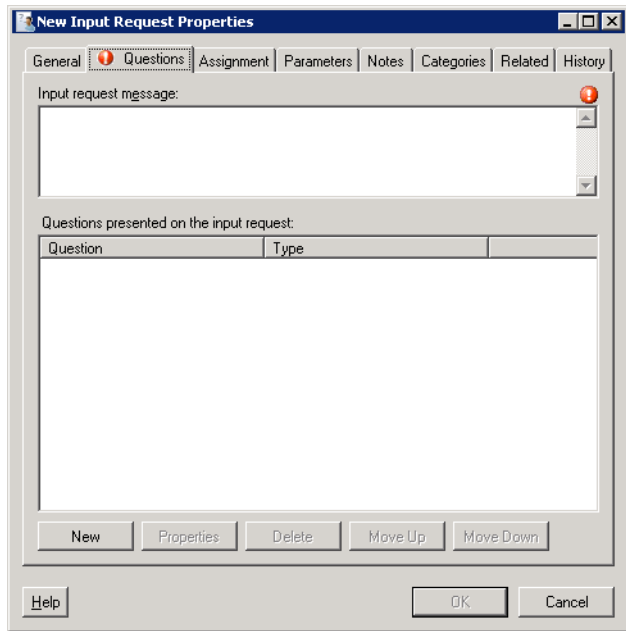 New Input Request Properties
General Questions Assignment Parameters Notes Categories Related History
Input request message:
Questions presented on the input request:
Question Type
New Properties Delete Move Up Move Down
Help OK Cancel